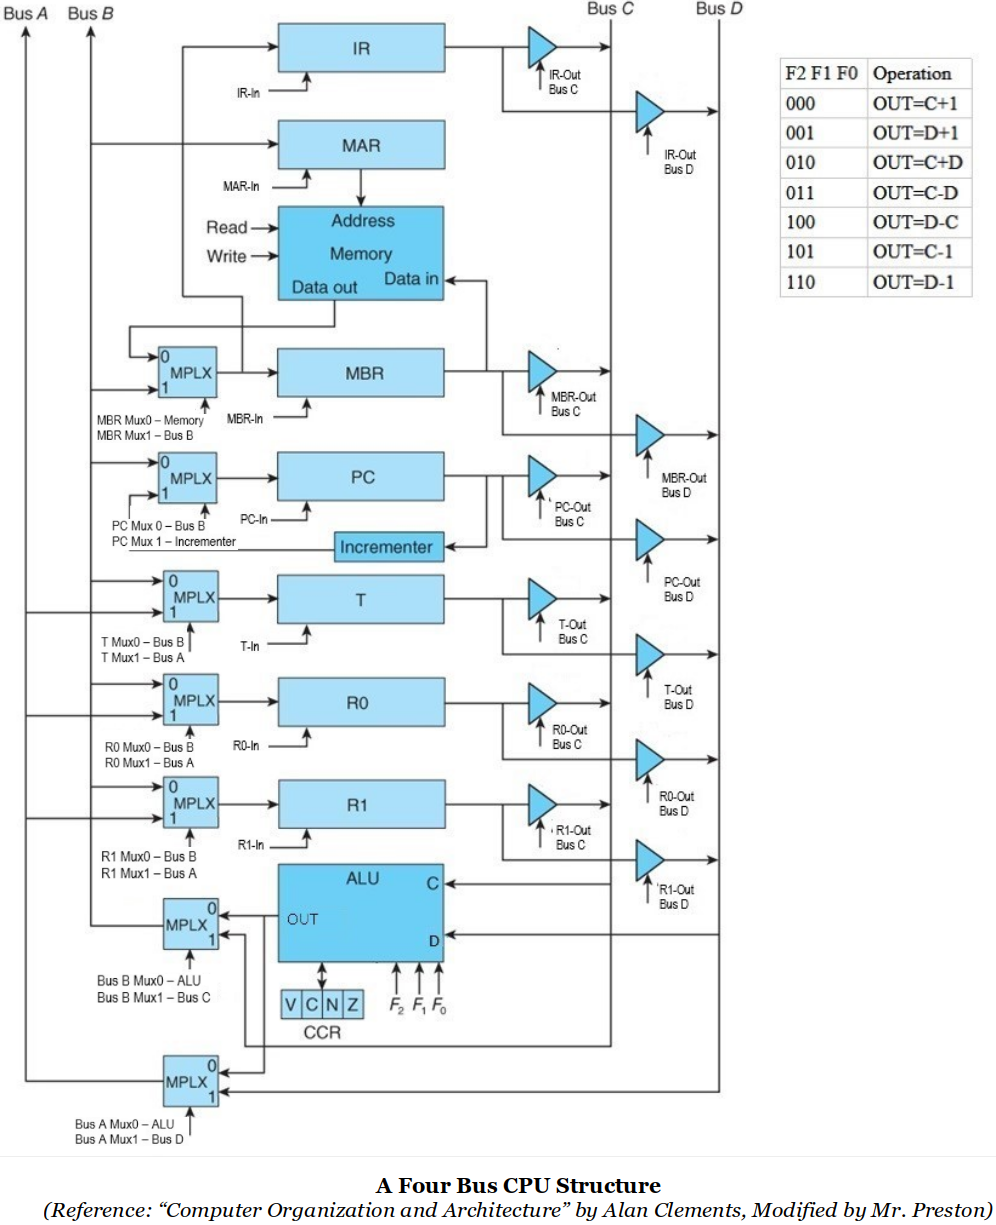 Bus A
Bus B
Bus C
Bus D
IR
IR-In
IR-Out
Bus C
IR-Out
Bus D
F2 F1 F0 Operation
000 OUT=C+1
001 OUT=D+1
010 OUT=C+D
011 OUT=C-D
100 OUT=D-C
101 OUT=C-1
110 OUT=D-1
MAR
MAR-In
Read
Write
Address
Memory
Data in
Data out
0
MPLX
1
MBR Mux0 – Memory
MBR Mux1 – Bus B
MBR
MBR-In
MBR-Out
Bus C
MBR-Out
Bus D
0
MPLX
1
PC Mux 0 – Bus B
PC Mux 1 – Incrementer
PC
PC-In
Incrementer
PC-Out
Bus C
PC-Out
Bus D
0
MPLX
1
T Mux0 – Bus B
T Mux1 – Bus A
T
T-In
T-Out
Bus C
T-Out
Bus D
0
MPLX
1
R0 Mux0 – Bus B
R0 Mux1 – Bus A
R0
R0-In
R0-Out
Bus C
R0-Out
Bus D
0
MPLX
1
R1 Mux0 – Bus B
R1 Mux1 – Bus A
R1
R1-In
R1-Out
Bus C
R1-Out
Bus D
ALU
C
OUT
D
0
MPLX
1
Bus B Mux0 – ALU
Bus B Mux1 – Bus C
V C N Z
CCR
F2 F1 F0
0
MPLX
1
Bus A Mux0 – ALU
Bus A Mux1 – Bus D
A Four Bus CPU Structure
(Reference: “Computer Organization and Architecture” by Alan Clements, Modified by Mr. Preston)